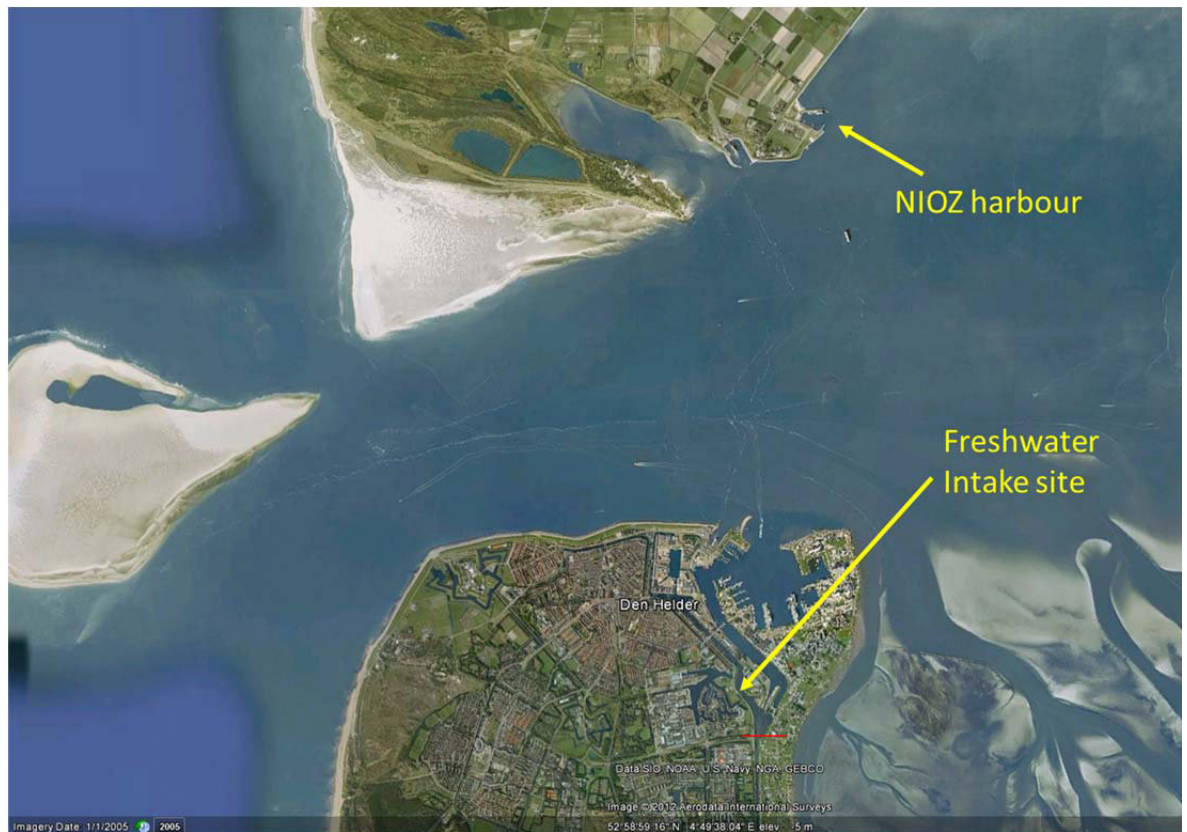 NIOZ harbour
Freshwater
Intake site
Den Helder
Data SIO, NOAA, U.S. Navy, NGA, GEBCO
Image © 2012 Aerodata International Surveys
Imagery Date: 1/1/2005 2005 52°58'59.16" N 4°49'38.04" E elev -5 m